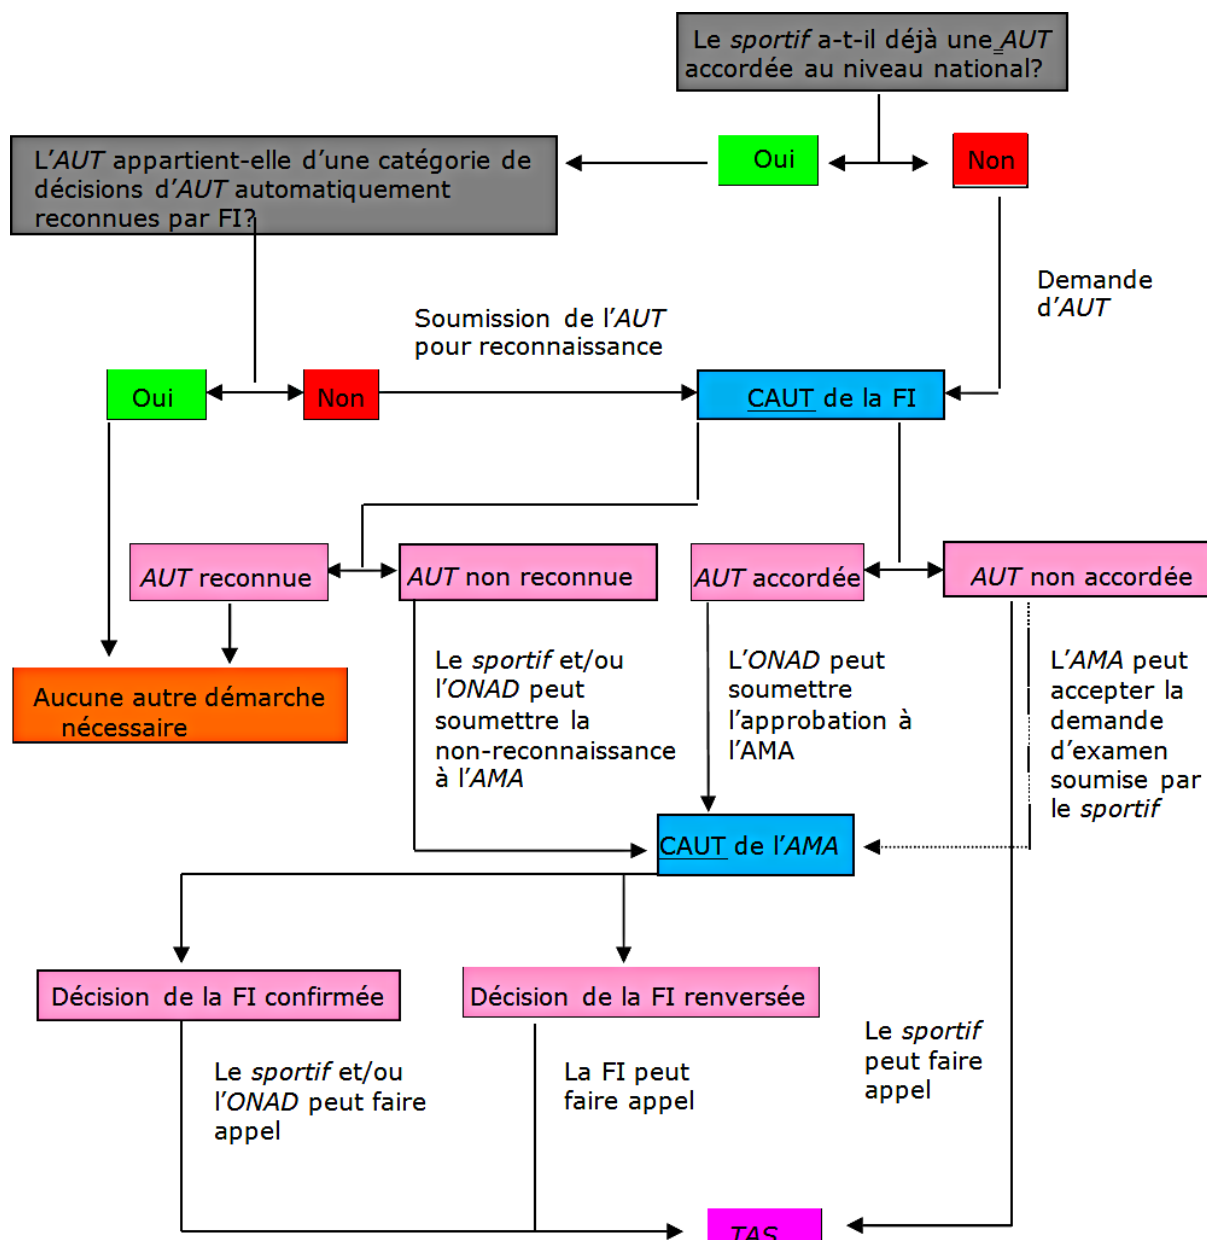 Le sportif a-t-il déjà une AUT
accordée au niveau national?
L'AUT appartient-elle d'une catégorie de
décisions d'AUT automatiquement
reconnues par FI?
Oui
Non
Demande
d'AUT
Soumission de l'AUT
pour reconnaissance
Oui
Non
CAUT de la FI
AUT reconnue
AUT non reconnue
AUT accordée
AUT non accordée
Aucune autre démarche
nécessaire
Le sportif et/ou
l'ONAD peut
soumettre la
non-reconnaissance
à l'AMA
L'ONAD peut
soumettre
l'approbation à
l'AMA
L'AMA peut
accepter la
demande
d'examen
soumise par
le sportif
CAUT de l'AMA
Décision de la FI confirmée
Décision de la FI renversée
Le sportif et/ou
l'ONAD peut faire
appel
La FI peut
faire appel
Le sportif
peut faire
appel
TAS